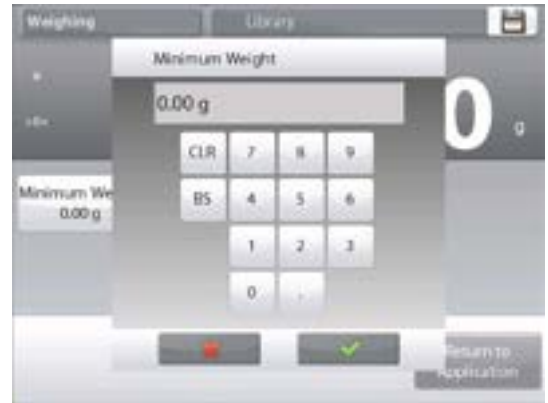 Weighing
Library
Minimum Weight
0.00 g
0
g
CLR 7 8 9
Minimum We
0.00 g
BS 4 5 6
1 2 3
0 .
Return to
Application